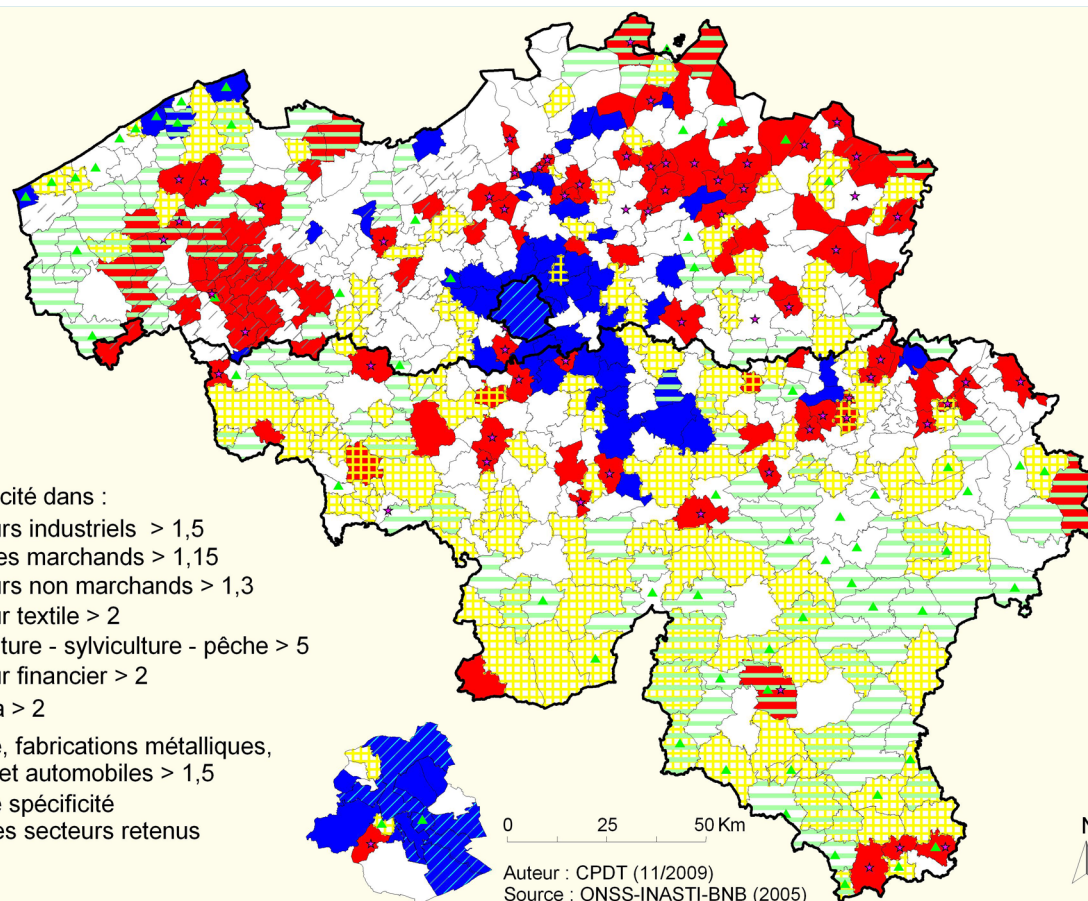 cité dans :
rs industriels > 1,5
es marchands > 1,15
urs non marchands > 1,3
r textile > 2
ture - sylviculture - pêche > 5
r financier > 2
a > 2
, fabrications métalliques,
et automobiles > 1,5
e spécificité
es secteurs retenus
0 25 50 Km
Auteur : CPDT (11/2009)
Source : ONSS-INASTI-BNB (2005)
N